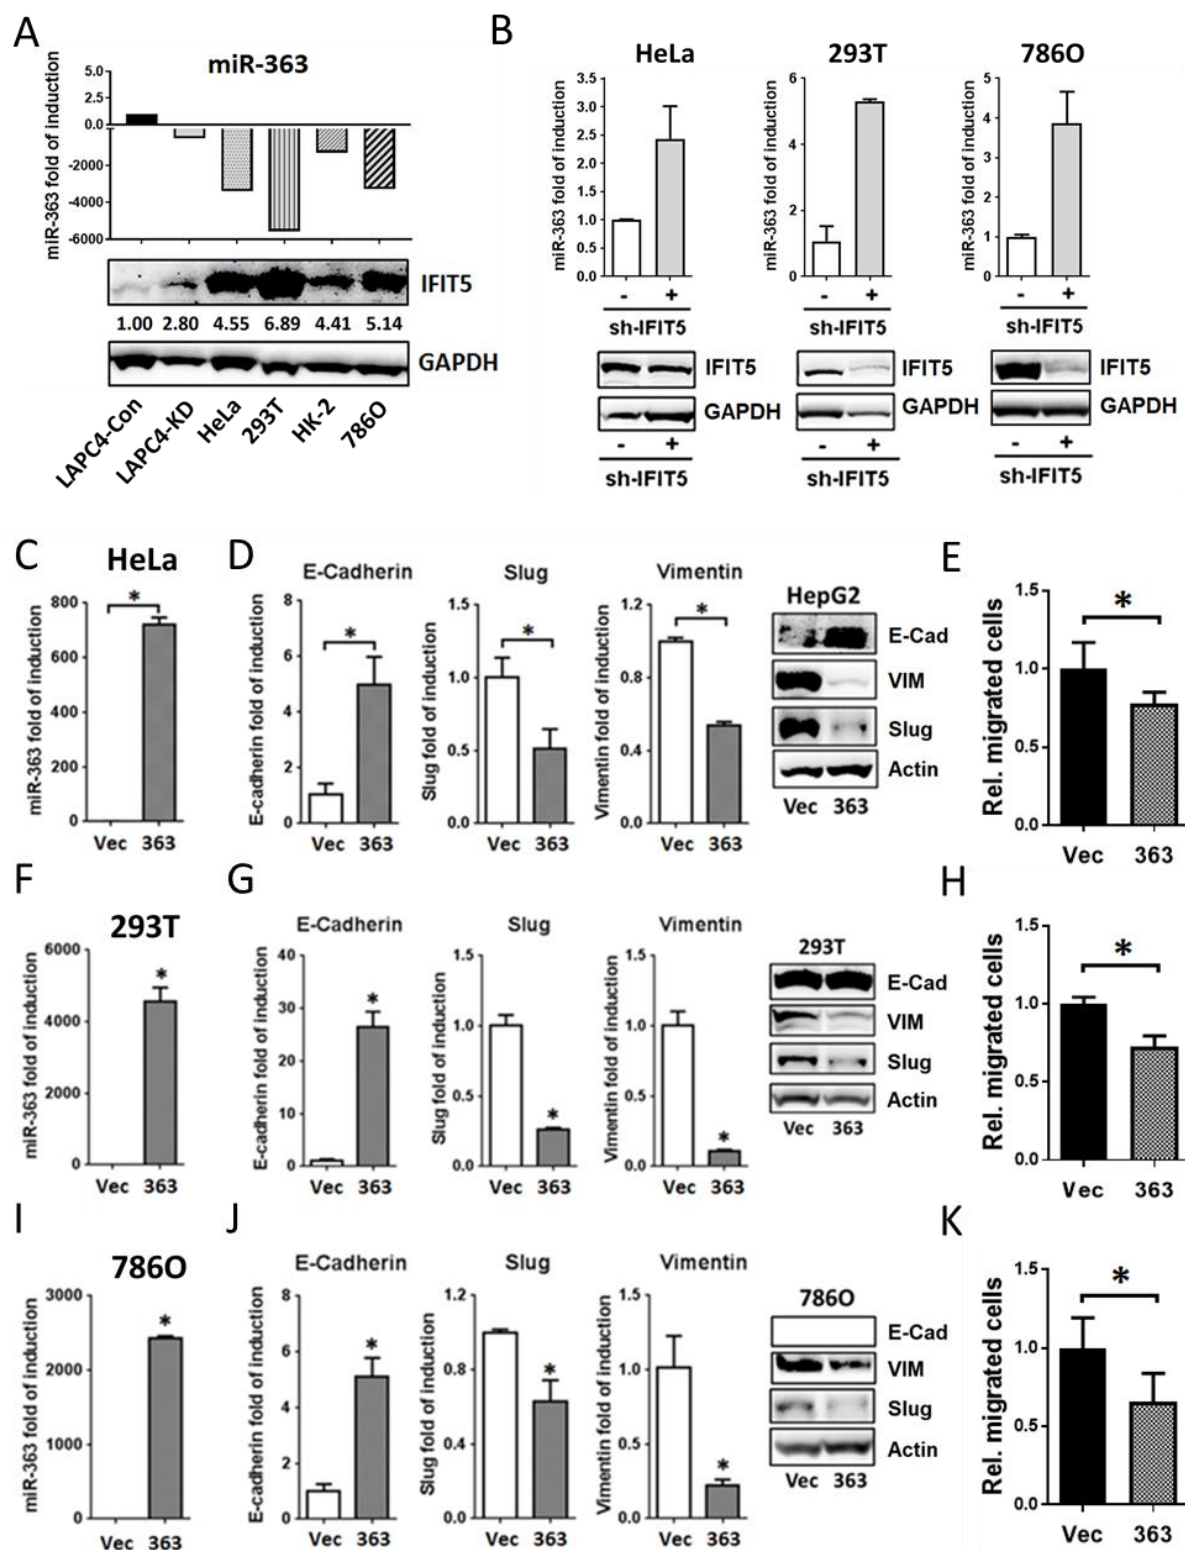 A
miR-363
miR-363 fold of induction
5.0
2.5
0.0
-2000
-4000
-6000
IFIT5
1.00 2.80 4.55 6.89 4.41 5.14
GAPDH
LAPC4-Con LAPC4-KD HeLa 293T HK-2 786O
B
HeLa
miR-363 fold of induction
3.5
3.0
2.5
2.0
1.5
1.0
0.5
0.0
- +
sh-IFIT5
IFIT5
GAPDH
- +
sh-IFIT5
293T
miR-363 fold of induction
6
4
2
0
- +
sh-IFIT5
IFIT5
GAPDH
- +
sh-IFIT5
786O
miR-363 fold of induction
5
4
3
2
1
0
- +
sh-IFIT5
IFIT5
GAPDH
- +
sh-IFIT5
C
HeLa
miR-363 fold of induction
800
600
400
200
0
*
Vec 363
D
E-Cadherin
E-cadherin fold of induction
8
6
4
2
0
*
Vec 363
Slug
Slug fold of induction
1.5
1.0
0.5
0.0
*
Vec 363
Vimentin
Vimentin fold of induction
1.2
0.8
0.4
0.0
*
Vec 363
HepG2
E-Cad
VIM
Slug
Actin
Vec 363
E
Rel. migrated cells
1.5
1.0
0.5
0.0
*
Vec 363
F
293T
miR-363 fold of induction
6000
4000
2000
0
*
Vec 363
G
E-Cadherin
E-cadherin fold of induction
40
30
20
10
0
*
Vec 363
Slug
Slug fold of induction
1.5
1.0
0.5
0.0
*
Vec 363
Vimentin
Vimentin fold of induction
1.5
1.0
0.5
0.0
*
Vec 363
293T
E-Cad
VIM
Slug
Actin
Vec 363
H
Rel. migrated cells
1.5
1.0
0.5
0.0
*
Vec 363
I
786O
miR-363 fold of induction
3000
2000
1000
0
*
Vec 363
J
E-Cadherin
E-cadherin fold of induction
8
6
4
2
0
*
Vec 363
Slug
Slug fold of induction
1.2
0.8
0.4
0.0
*
Vec 363
Vimentin
Vimentin fold of induction
1.5
1.0
0.5
0.0
*
Vec 363
786O
E-Cad
VIM
Slug
Actin
Vec 363
K
Rel. migrated cells
1.5
1.0
0.5
0.0
*
Vec 363